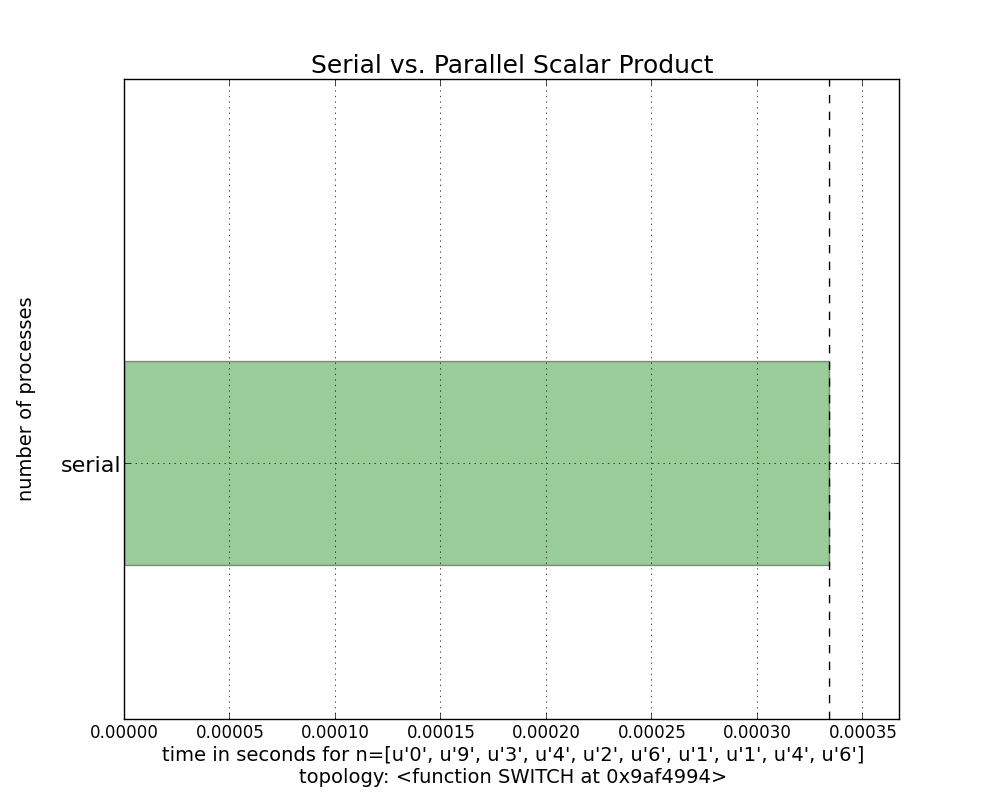 Serial vs. Parallel Scalar Product
number of processes
serial
0.00000 0.00005 0.00010 0.00015 0.00020 0.00025 0.00030 0.00035
time in seconds for n=[u'0', u'9', u'3', u'4', u'2', u'6', u'1', u'1', u'4', u'6']
topology: <function SWITCH at 0x9af4994>